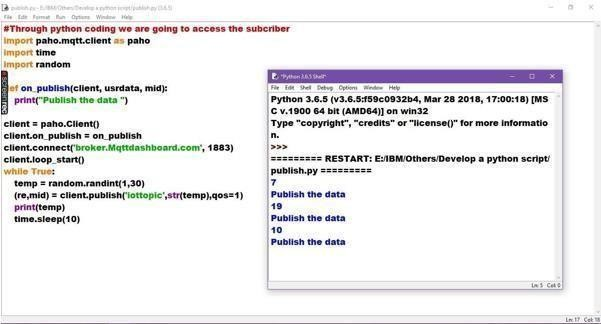 publish.py - E:/IBM/Others/Develop a python script/publish.py (3.6.5)
File Edit Format Run Options Window Help
#Through python coding we are going to access the subcriber
import paho.mqtt.client as paho
import time
import random
def on_publish(client, usrdata, mid):
print("Publish the data ")
client = paho.Client()
client.on_publish = on_publish
client.connect('broker.Mqttdashboard.com', 1883)
client.loop_start()
while True:
temp = random.randint(1,30)
(re,mid) = client.publish('iottopic',str(temp),qos=1)
print(temp)
time.sleep(10)
Ln: 17 Col: 18
*Python 3.6.5 Shell*
File Edit Shell Debug Options Window Help
Python 3.6.5 (v3.6.5:f59c0932b4, Mar 28 2018, 17:00:18) [MS
C v.1900 64 bit (AMD64)] on win32
Type "copyright", "credits" or "license()" for more informatio
n.
>>>
========= RESTART: E:/IBM/Others/Develop a python script/
publish.py =========
7
Publish the data
19
Publish the data
10
Publish the data
Ln: 5 Col: 0